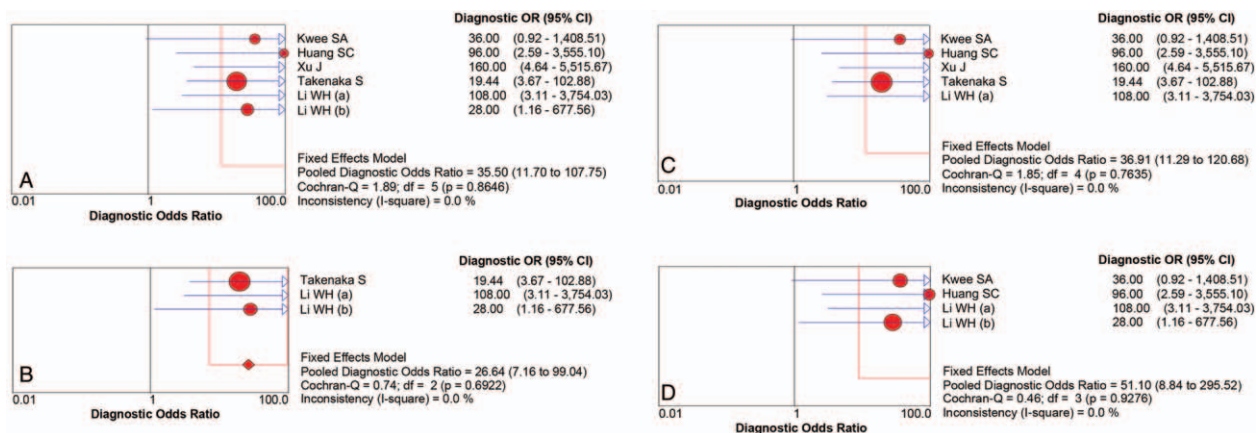 Diagnostic OR (95% CI)
Kwee SA 36.00 (0.92 - 1,408.51)
Huang SC 96.00 (2.59 - 3,555.10)
Xu J 160.00 (4.64 - 5,515.67)
Takenaka S 19.44 (3.67 - 102.88)
Li WH (a) 108.00 (3.11 - 3,754.03)
Li WH (b) 28.00 (1.16 - 677.56)
A
Fixed Effects Model
Pooled Diagnostic Odds Ratio = 35.50 (11.70 to 107.75)
Cochran-Q = 1.89; df = 5 (p = 0.8646)
Inconsistency (I-square) = 0.0 %
0.01 1 100.0
Diagnostic Odds Ratio
Diagnostic OR (95% CI)
Takenaka S 19.44 (3.67 - 102.88)
Li WH (a) 108.00 (3.11 - 3,754.03)
Li WH (b) 28.00 (1.16 - 677.56)
B
Fixed Effects Model
Pooled Diagnostic Odds Ratio = 26.64 (7.16 to 99.04)
Cochran-Q = 0.74; df = 2 (p = 0.6922)
Inconsistency (I-square) = 0.0 %
0.01 1 100.0
Diagnostic Odds Ratio
Diagnostic OR (95% CI)
Kwee SA 36.00 (0.92 - 1,408.51)
Huang SC 96.00 (2.59 - 3,555.10)
Xu J 160.00 (4.64 - 5,515.67)
Takenaka S 19.44 (3.67 - 102.88)
Li WH (a) 108.00 (3.11 - 3,754.03)
C
Fixed Effects Model
Pooled Diagnostic Odds Ratio = 36.91 (11.29 to 120.68)
Cochran-Q = 1.85; df = 4 (p = 0.7635)
Inconsistency (I-square) = 0.0 %
0.01 1 100.0
Diagnostic Odds Ratio
Diagnostic OR (95% CI)
Kwee SA 36.00 (0.92 - 1,408.51)
Huang SC 96.00 (2.59 - 3,555.10)
Li WH (a) 108.00 (3.11 - 3,754.03)
Li WH (b) 28.00 (1.16 - 677.56)
D
Fixed Effects Model
Pooled Diagnostic Odds Ratio = 51.10 (8.84 to 295.52)
Cochran-Q = 0.46; df = 3 (p = 0.9276)
Inconsistency (I-square) = 0.0 %
0.01 1 100.0
Diagnostic Odds Ratio